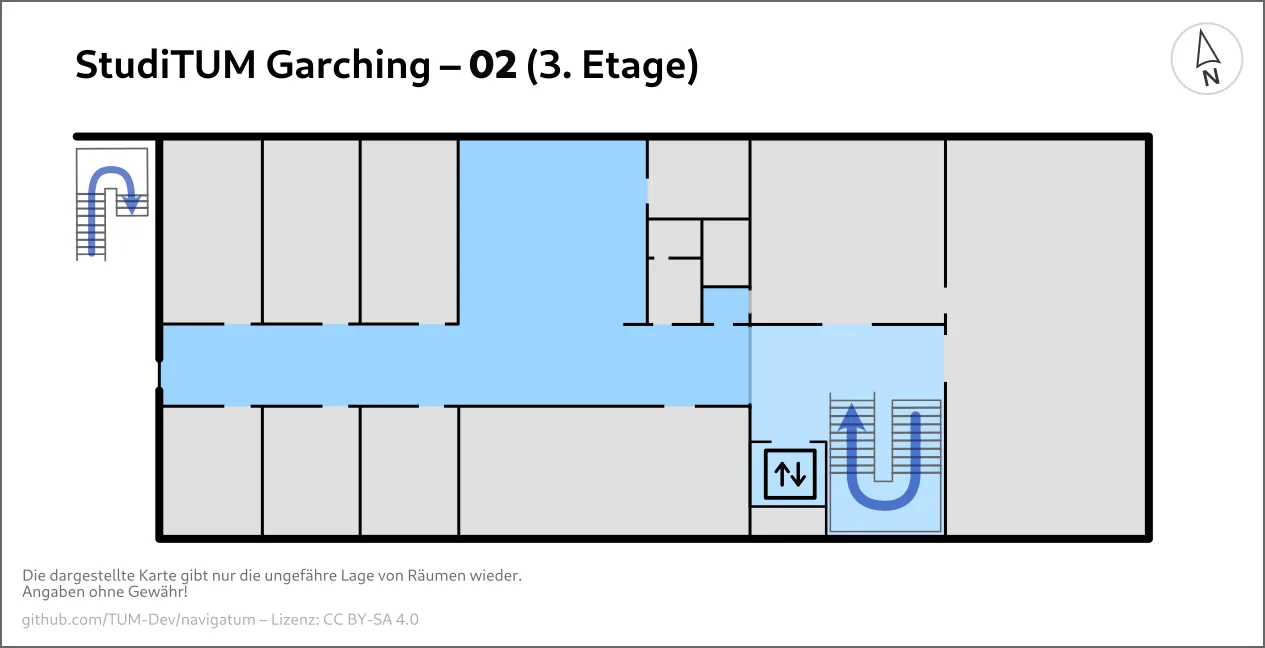 StudiTUM Garching – 02 (3. Etage)
N
Die dargestellte Karte gibt nur die ungefähre Lage von Räumen wieder.
Angaben ohne Gewähr!
github.com/TUM-Dev/navigatum – Lizenz: CC BY-SA 4.0